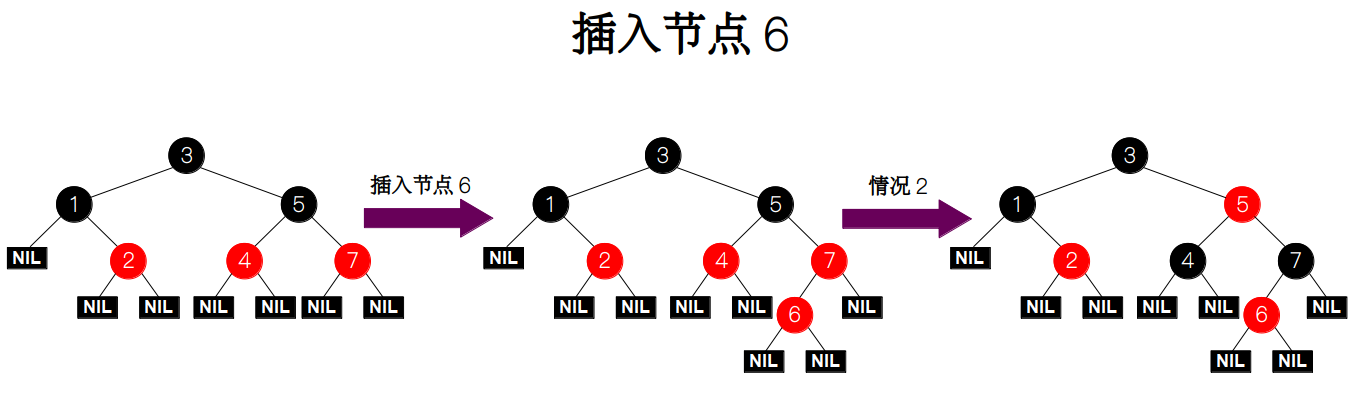 插入节点 6
3 3 3
插入节点 6 情况 2
1 5 1 5 1 5
NIL 2 4 7 NIL 2 4 7 NIL 2 4 7
NIL NIL NIL NIL NIL NIL NIL NIL NIL NIL 6 NIL NIL NIL NIL NIL 6 NIL
NIL NIL NIL NIL